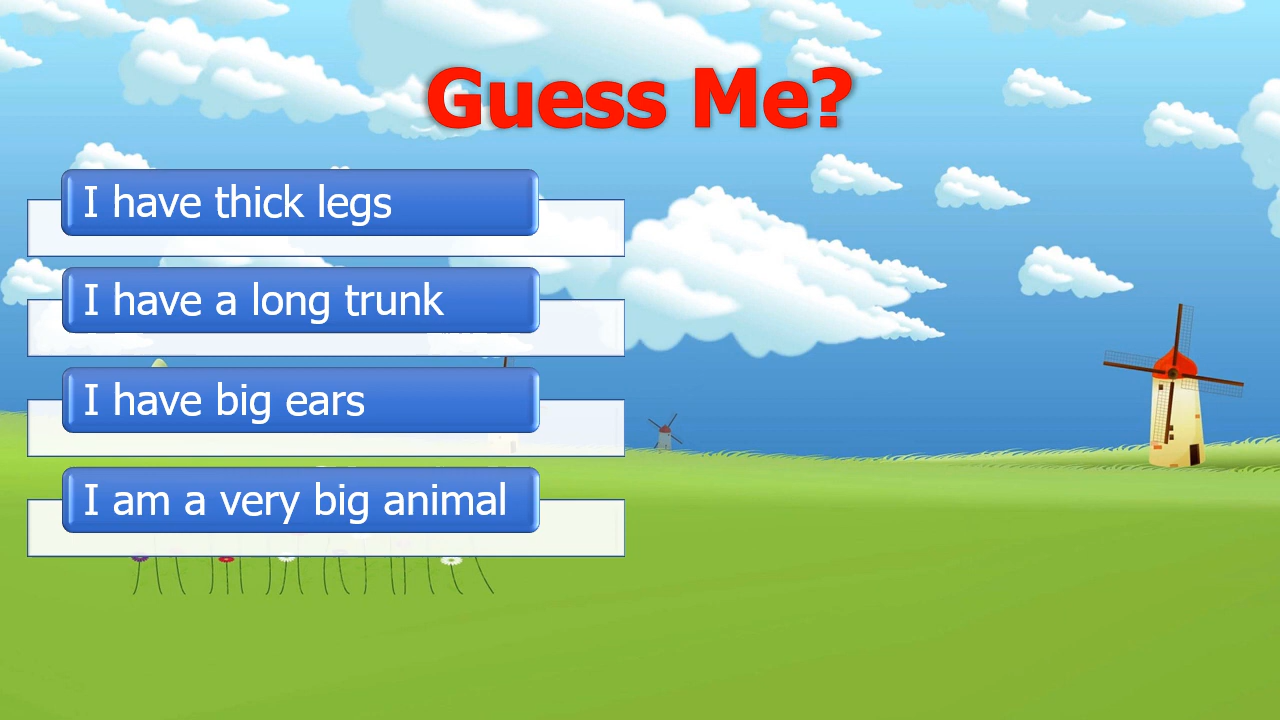 Guess Me?
I have thick legs
I have a long trunk
I have big ears
I am a very big animal